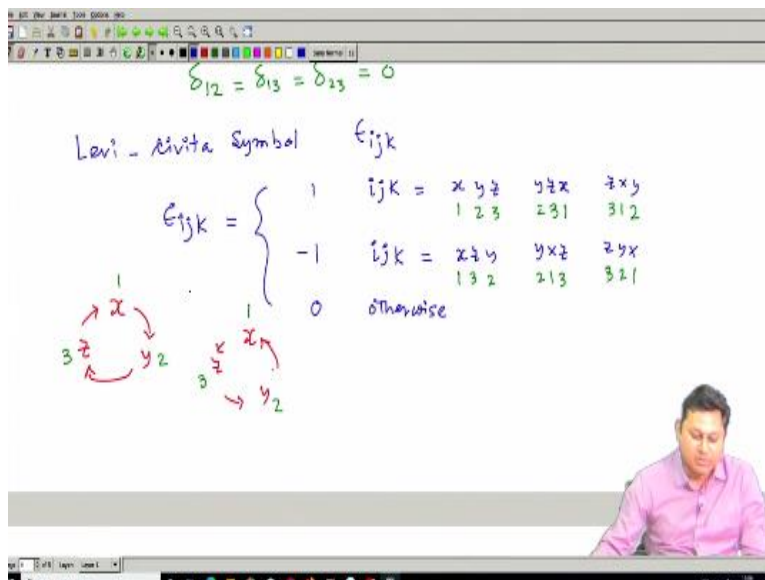 δ₁₂ = δ₁₃ = δ₂₃ = 0
Levi - civita symbol ϵijk
ϵijk = { 1 ijk = x y z y z x z x y
1 2 3 2 3 1 3 1 2
-1 ijk = x z y y x z z y x
1 3 2 2 1 3 3 2 1
0 otherwise
1
x
3 z y 2
1
x
z
3
y 2